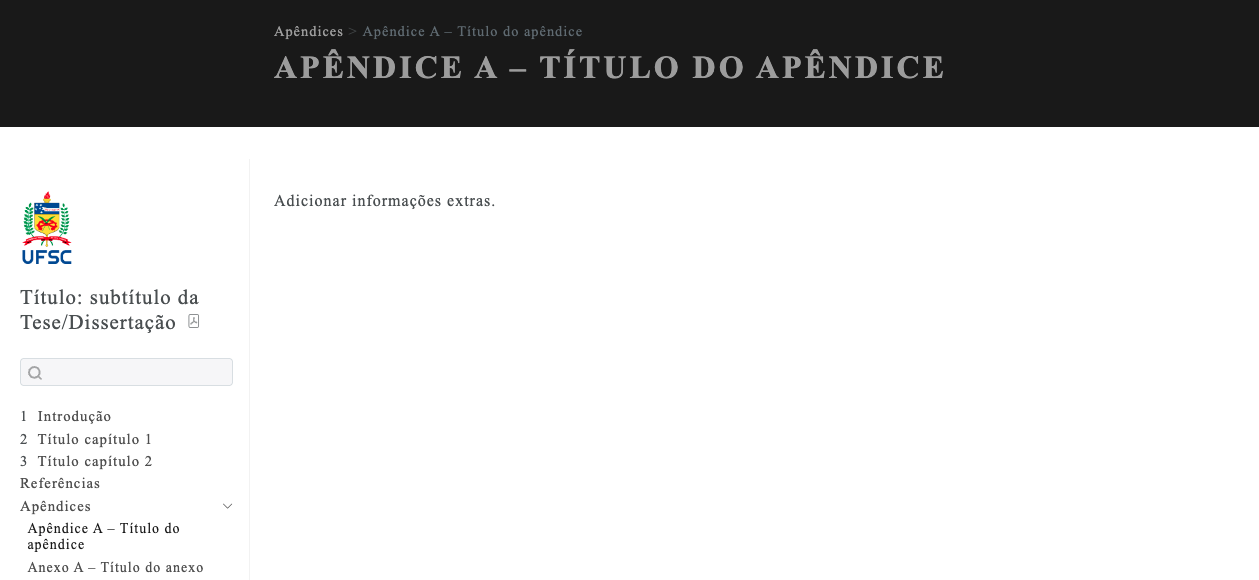 Apêndices > Apêndice A – Título do apêndice
APÊNDICE A – TÍTULO DO APÊNDICE
Adicionar informações extras.
UFSC
Título: subtítulo da
Tese/Dissertação
1 Introdução
2 Título capítulo 1
3 Título capítulo 2
Referências
Apêndices
Apêndice A – Título do
apêndice
Anexo A – Título do anexo